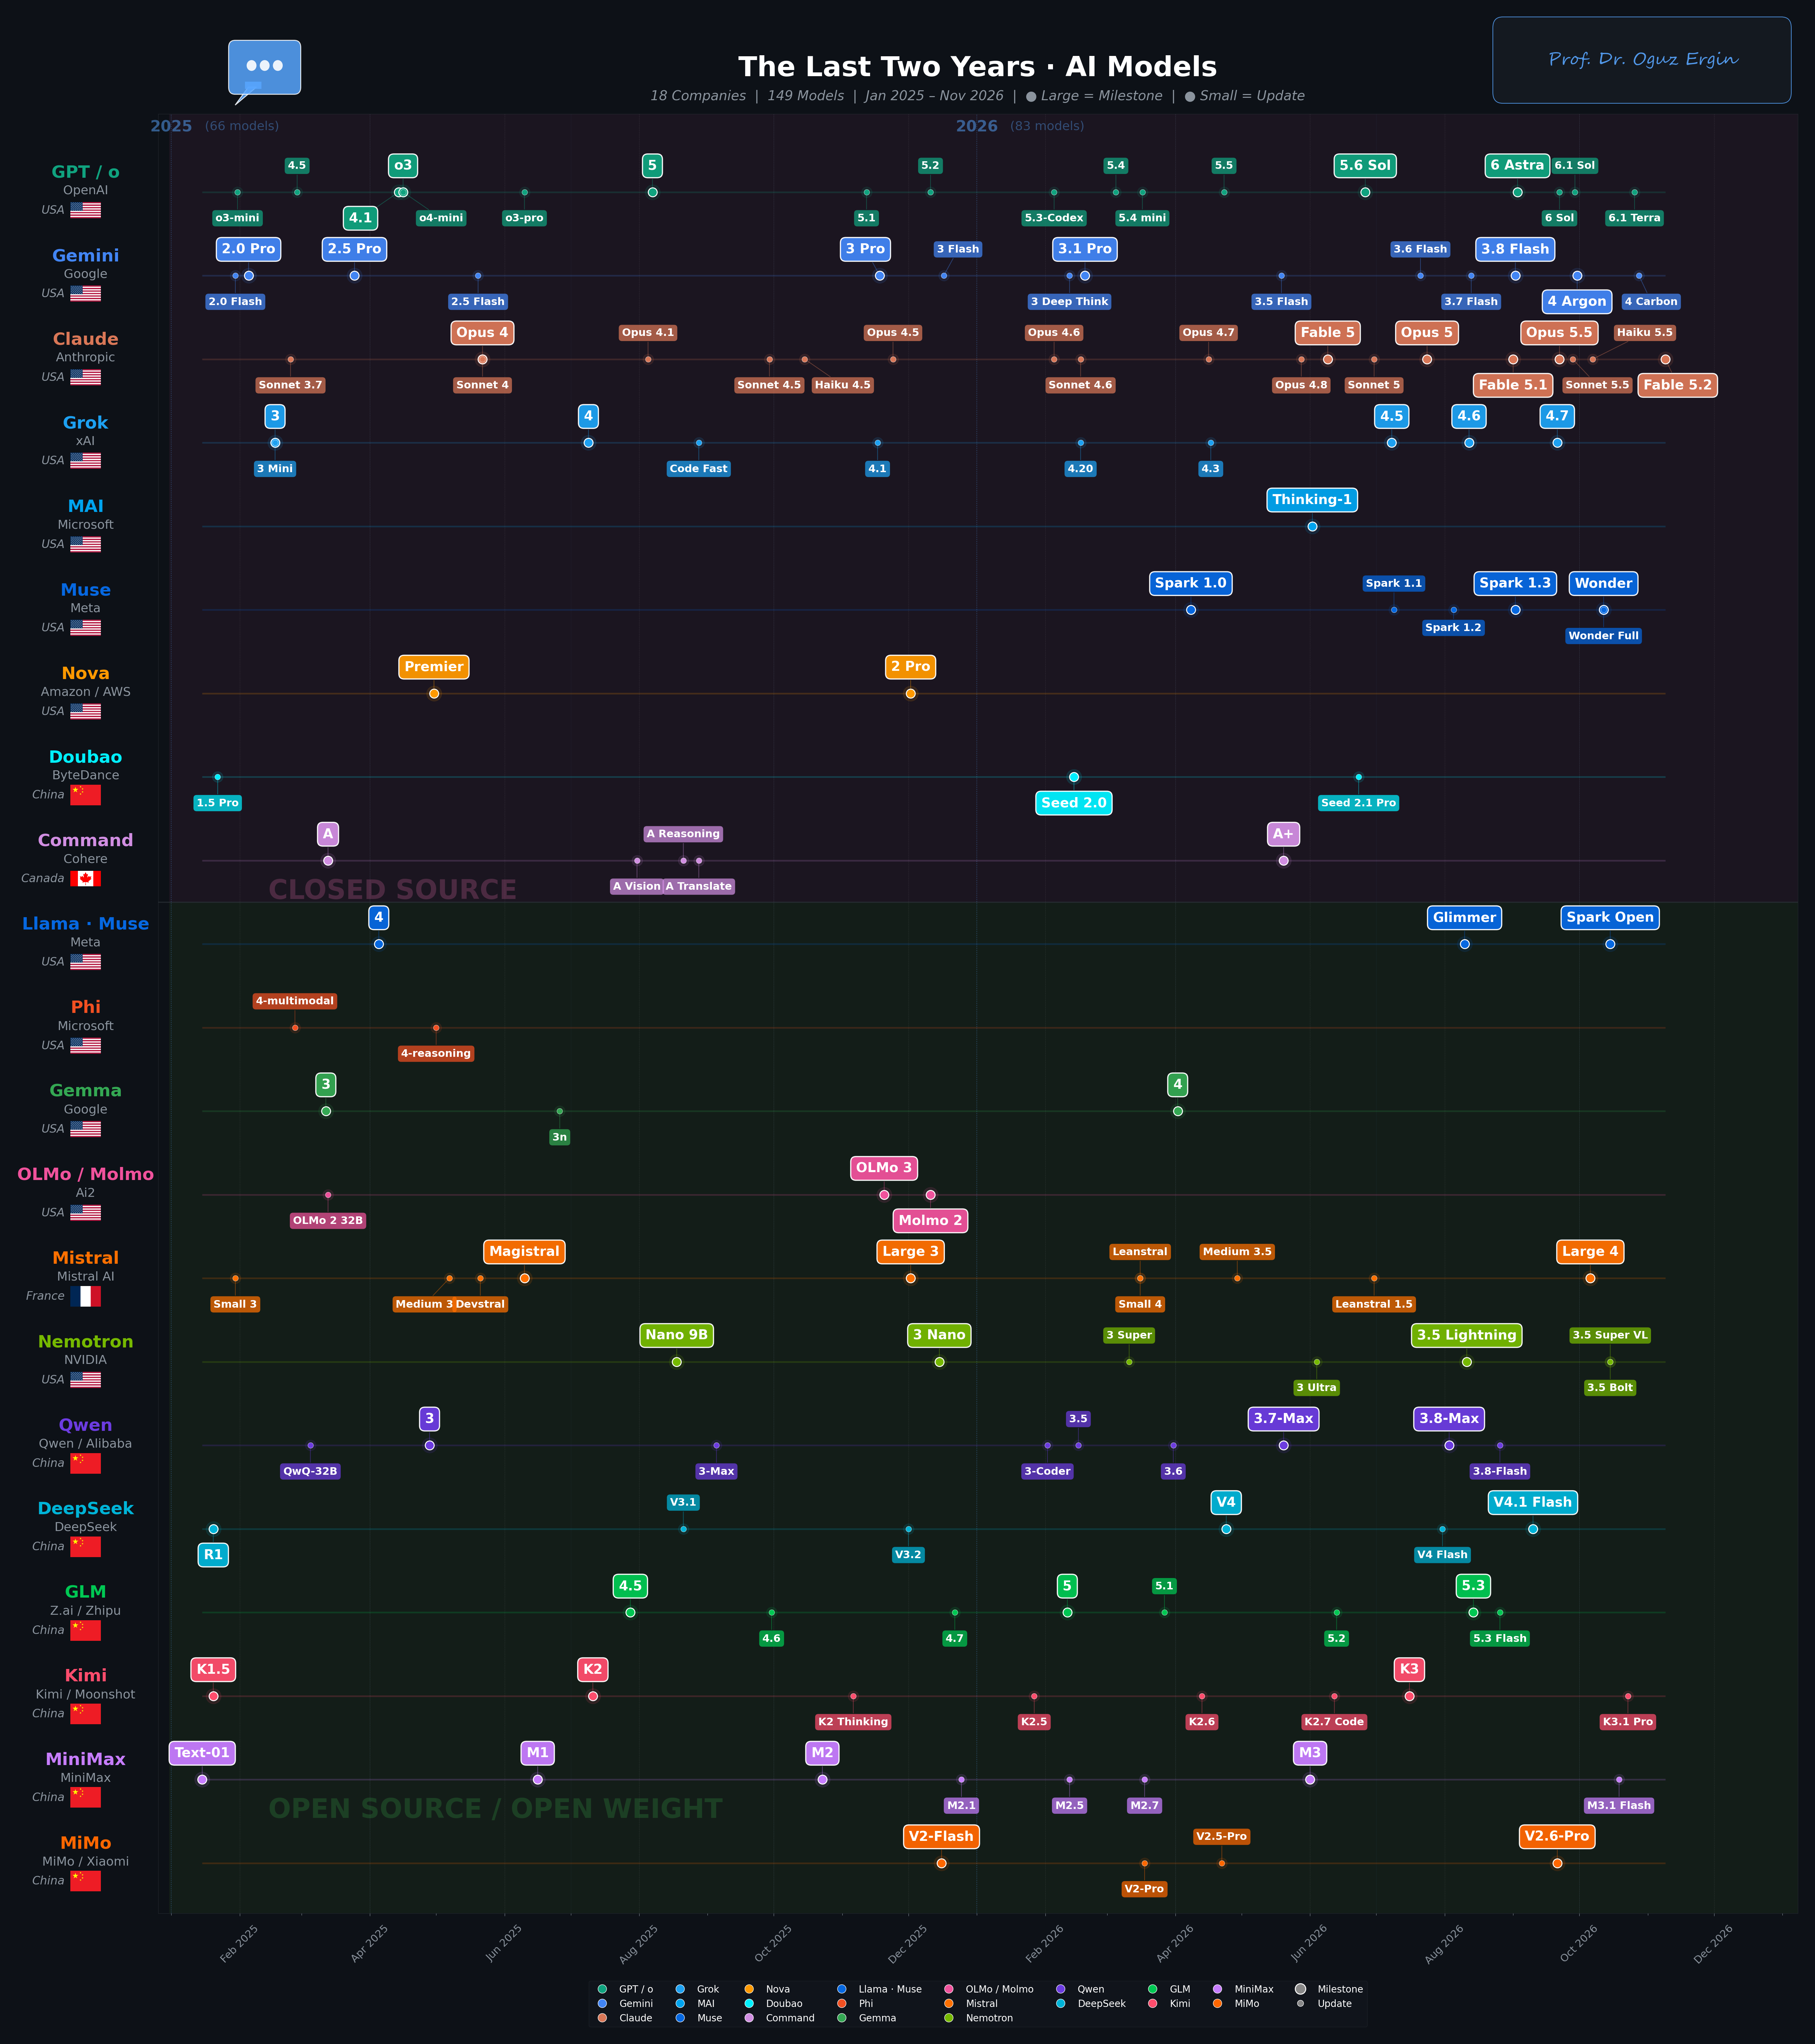 The Last Two Years · AI Models
Prof. Dr. Oguz Ergin
18 Companies | 149 Models | Jan 2025 – Nov 2026 | ● Large = Milestone | ● Small = Update
2025 (66 models)
2026 (83 models)
GPT / o
OpenAI
USA
4.5
o3
5
5.2
5.4
5.5
5.6 Sol
6 Astra
6.1 Sol
o3-mini
4.1
o4-mini
o3-pro
5.1
5.3-Codex
5.4 mini
6 Sol
6.1 Terra
Gemini
Google
USA
2.0 Pro
2.5 Pro
3 Pro
3 Flash
3.1 Pro
3.6 Flash
3.8 Flash
2.0 Flash
2.5 Flash
3 Deep Think
3.5 Flash
3.7 Flash
4 Argon
4 Carbon
Claude
Anthropic
USA
Opus 4
Opus 4.1
Opus 4.5
Opus 4.6
Opus 4.7
Fable 5
Opus 5
Opus 5.5
Haiku 5.5
Sonnet 3.7
Sonnet 4
Sonnet 4.5
Haiku 4.5
Sonnet 4.6
Opus 4.8
Sonnet 5
Fable 5.1
Sonnet 5.5
Fable 5.2
Grok
xAI
USA
3
4
4.5
4.6
4.7
3 Mini
Code Fast
4.1
4.20
4.3
MAI
Microsoft
USA
Thinking-1
Muse
Meta
USA
Spark 1.0
Spark 1.1
Spark 1.3
Wonder
Spark 1.2
Wonder Full
Nova
Amazon / AWS
USA
Premier
2 Pro
Doubao
ByteDance
China
1.5 Pro
Seed 2.0
Seed 2.1 Pro
Command
Cohere
Canada
A
A Reasoning
A+
A Vision
A Translate
CLOSED SOURCE
Llama · Muse
Meta
USA
4
Glimmer
Spark Open
Phi
Microsoft
USA
4-multimodal
4-reasoning
Gemma
Google
USA
3
4
3n
OLMo / Molmo
Ai2
USA
OLMo 3
OLMo 2 32B
Molmo 2
Mistral
Mistral AI
France
Magistral
Large 3
Leanstral
Medium 3.5
Large 4
Small 3
Medium 3
Devstral
Small 4
Leanstral 1.5
Nemotron
NVIDIA
USA
Nano 9B
3 Nano
3 Super
3.5 Lightning
3.5 Super VL
3 Ultra
3.5 Bolt
Qwen
Qwen / Alibaba
China
3
3.5
3.7-Max
3.8-Max
QwQ-32B
3-Max
3-Coder
3.6
3.8-Flash
DeepSeek
DeepSeek
China
V3.1
V4
V4.1 Flash
R1
V3.2
V4 Flash
GLM
Z.ai / Zhipu
China
4.5
5
5.1
5.3
4.6
4.7
5.2
5.3 Flash
Kimi
Kimi / Moonshot
China
K1.5
K2
K3
K2 Thinking
K2.5
K2.6
K2.7 Code
K3.1 Pro
MiniMax
MiniMax
China
Text-01
M1
M2
M3
M2.1
M2.5
M2.7
M3.1 Flash
OPEN SOURCE / OPEN WEIGHT
MiMo
MiMo / Xiaomi
China
V2-Flash
V2.5-Pro
V2.6-Pro
V2-Pro
Feb 2025
Apr 2025
Jun 2025
Aug 2025
Oct 2025
Dec 2025
Feb 2026
Apr 2026
Jun 2026
Aug 2026
Oct 2026
Dec 2026
GPT / o
Grok
Nova
Llama · Muse
OLMo / Molmo
Qwen
GLM
MiniMax
Milestone
Gemini
MAI
Doubao
Phi
Mistral
DeepSeek
Kimi
MiMo
Update
Claude
Muse
Command
Gemma
Nemotron